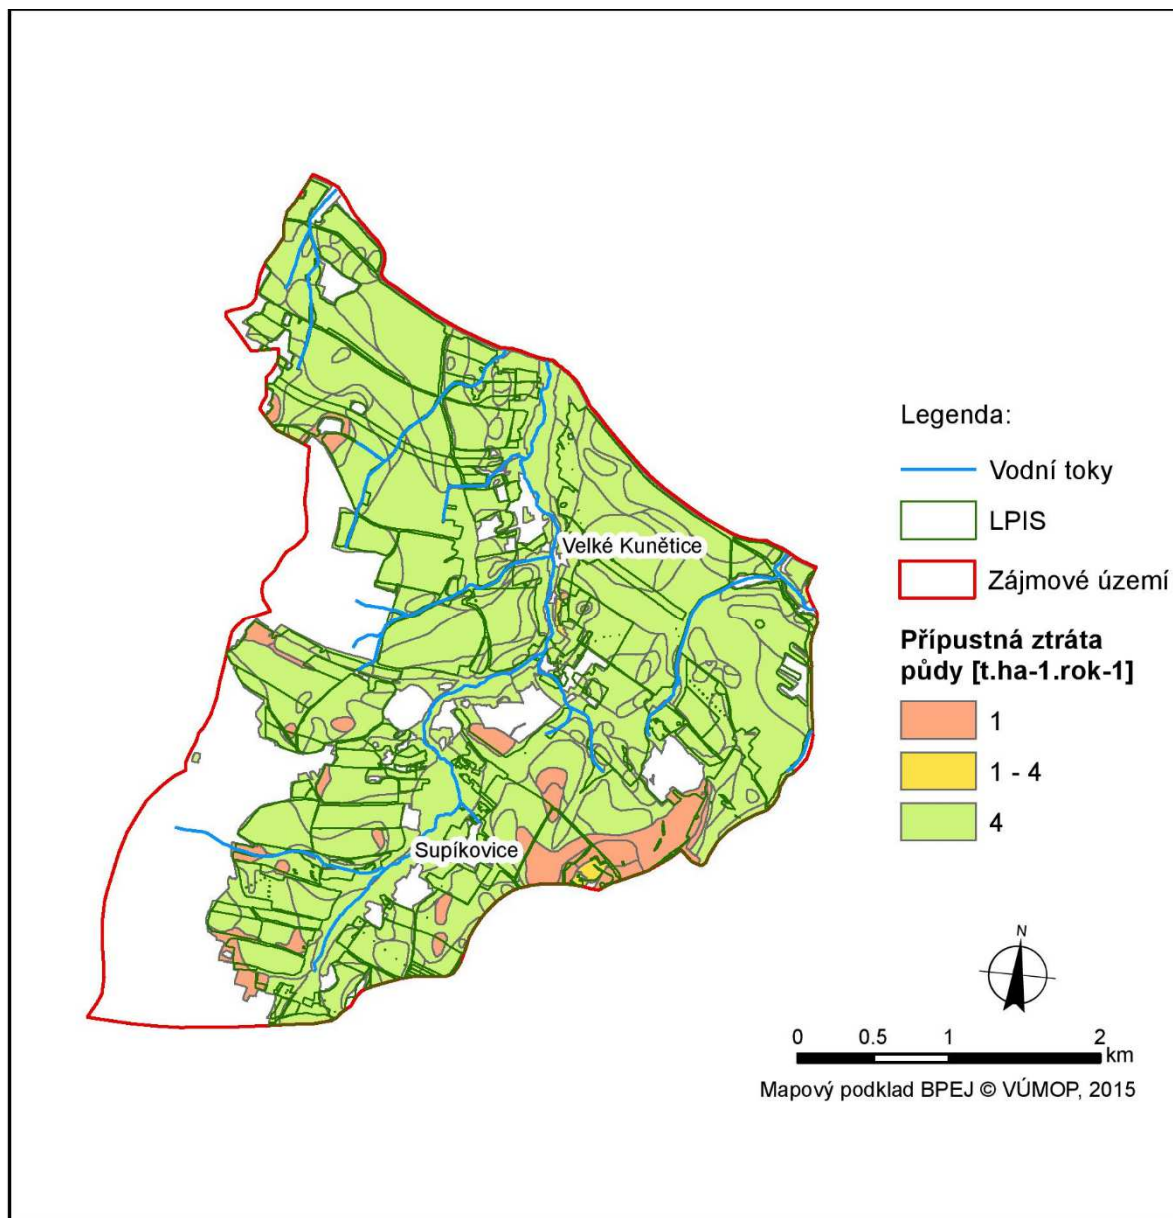 Velké Kunětice
Supíkovice
Legenda:
Vodní toky
LPIS
Zájmové území
Přípustná ztráta
půdy [t.ha-1.rok-1]
1
1 - 4
4
N
0 0.5 1 2
km
Mapový podklad BPEJ © VÚMOP, 2015